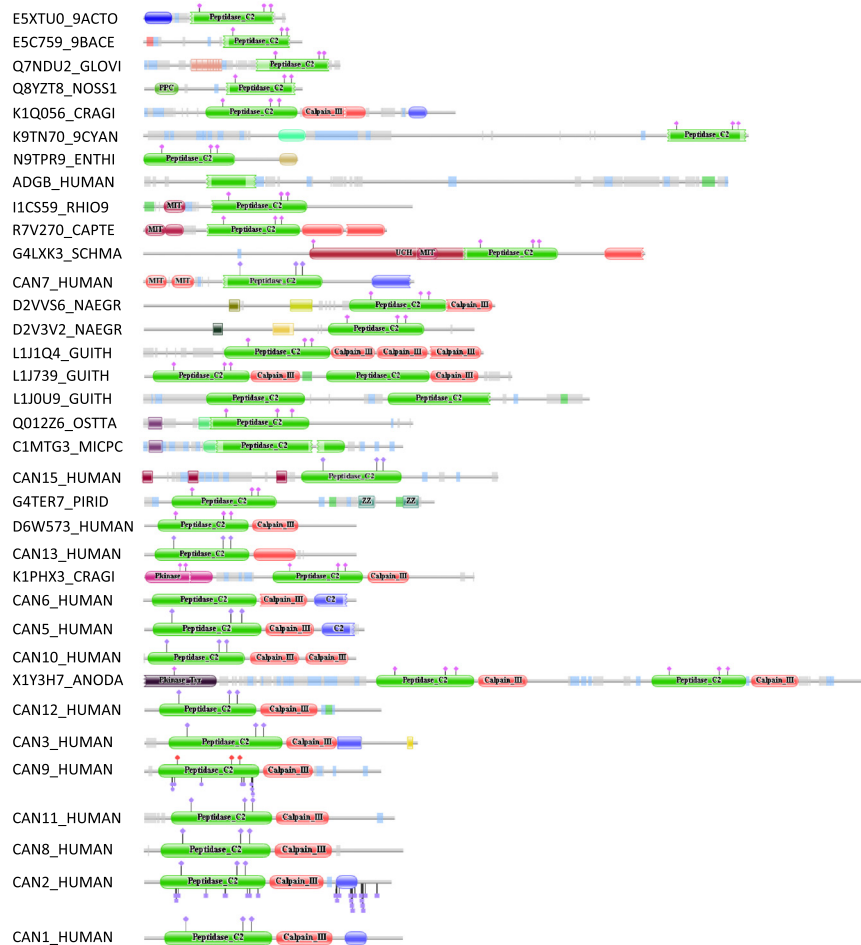 E5XTU0_9ACTO Peptidase_C2
E5C759_9BACE Peptidase_C2
Q7NDU2_GLOVI Peptidase_C2
Q8YZT8_NOSS1 PPC Peptidase_C2
K1Q056_CRAGI Peptidase_C2 Calpain_III
K9TN70_9CYAN Peptidase_C2
N9TPR9_ENTHI Peptidase_C2
ADGB_HUMAN
I1CS59_RHIO9 MIT Peptidase_C2
R7V270_CAPTE MIT Peptidase_C2
G4LXK3_SCHMA UCH MIT Peptidase_C2
CAN7_HUMAN MIT MIT Peptidase_C2
D2VVS6_NAEGR Peptidase_C2 Calpain_III
D2V3V2_NAEGR Peptidase_C2
L1J1Q4_GUITH Peptidase_C2 Calpain_III Calpain_III Calpain_III
L1J739_GUITH Peptidase_C2 Calpain_III Peptidase_C2 Calpain_III
L1J0U9_GUITH Peptidase_C2 Peptidase_C2
Q012Z6_OSTTA Peptidase_C2
C1MTG3_MICPC Peptidase_C2
CAN15_HUMAN Peptidase_C2
G4TER7_PIRID Peptidase_C2 ZZ ZZ
D6W573_HUMAN Peptidase_C2 Calpain_III
CAN13_HUMAN Peptidase_C2
K1PHX3_CRAGI Pkinase Peptidase_C2 Calpain_III
CAN6_HUMAN Peptidase_C2 Calpain_III C2
CAN5_HUMAN Peptidase_C2 Calpain_III C2
CAN10_HUMAN Peptidase_C2 Calpain_III Calpain_III
X1Y3H7_ANODA Pkinase_Tyr Peptidase_C2 Calpain_III Peptidase_C2 Calpain_III
CAN12_HUMAN Peptidase_C2 Calpain_III
CAN3_HUMAN Peptidase_C2 Calpain_III
CAN9_HUMAN Peptidase_C2 Calpain_III
CAN11_HUMAN Peptidase_C2 Calpain_III
CAN8_HUMAN Peptidase_C2 Calpain_III
CAN2_HUMAN Peptidase_C2 Calpain_III
CAN1_HUMAN Peptidase_C2 Calpain_III